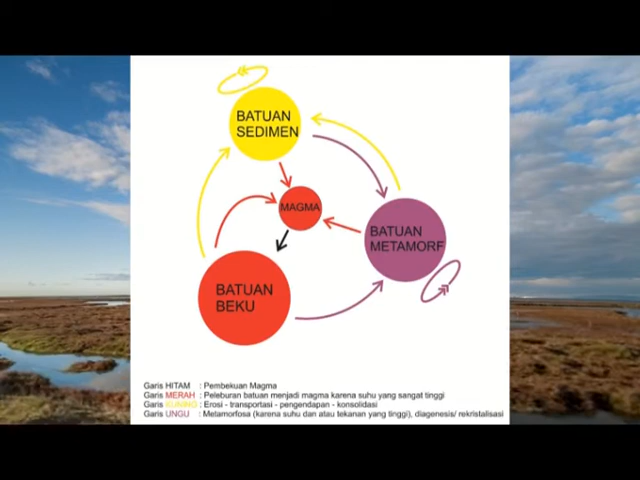 BATUAN
SEDIMEN
MAGMA
BATUAN
METAMORF
BATUAN
BEKU
Garis HITAM : Pembekuan Magma
Garis MERAH : Peleburan batuan menjadi magma karena suhu yang sangat tinggi
Garis KUNING : Erosi - transportasi - pengendapan - konsolidasi
Garis UNGU : Metamorfosa (karena suhu dan atau tekanan yang tinggi), diagenesis/ rekristalisasi